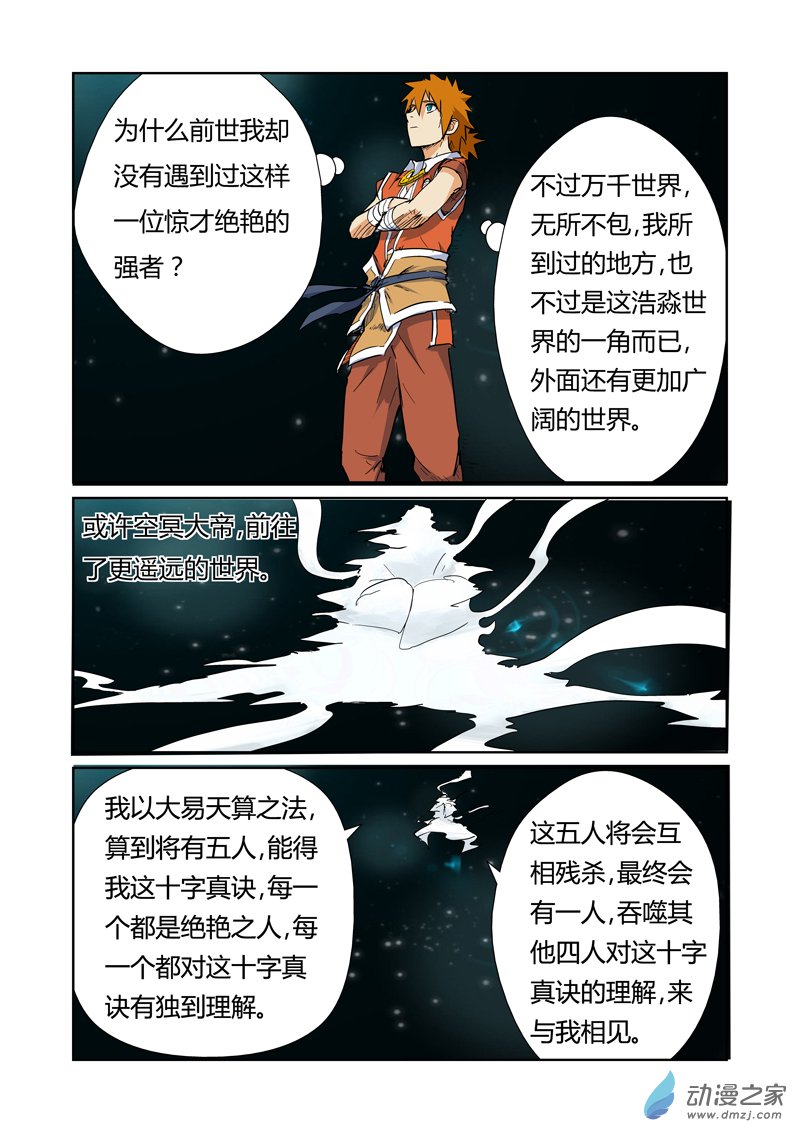 为什么前世我却
没有遇到过这样
一位惊才绝艳的
强者？
不过万千世界，
无所不包，我所
到过的地方，也
不过是这浩淼世
界的一角而已，
外面还有更加广
阔的世界。
或许空冥大帝，前往
了更遥远的世界。
我以大易天算之法，
算到将有五人，能得
我这十字真诀，每一
个都是绝艳之人，每
一个都对这十字真
诀有独到理解。
这五人将会互
相残杀，最终会
有一人，吞噬其
他四人对这十字
真诀的理解，来
与我相见。
动漫之家
www.dmzj.com